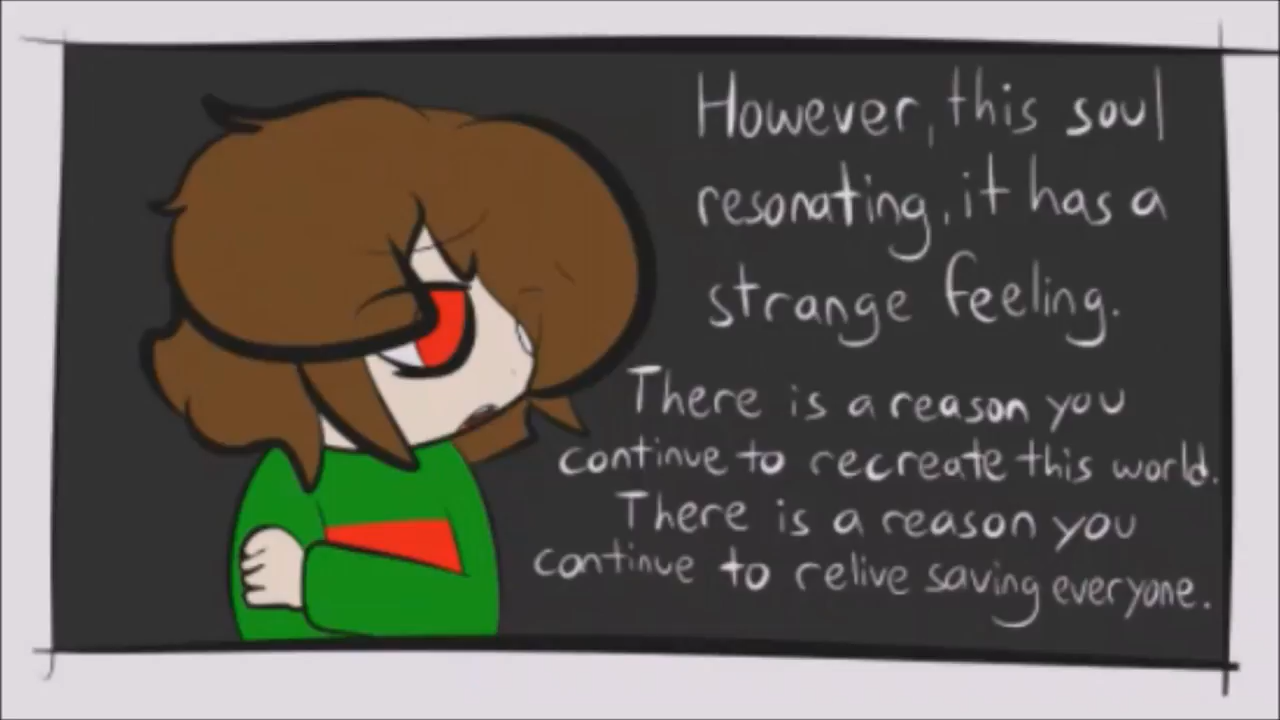 However, this soul
resonating, it has a
strange feeling.
There is a reason you
continue to recreate this world.
There is a reason you
continue to relive saving everyone.